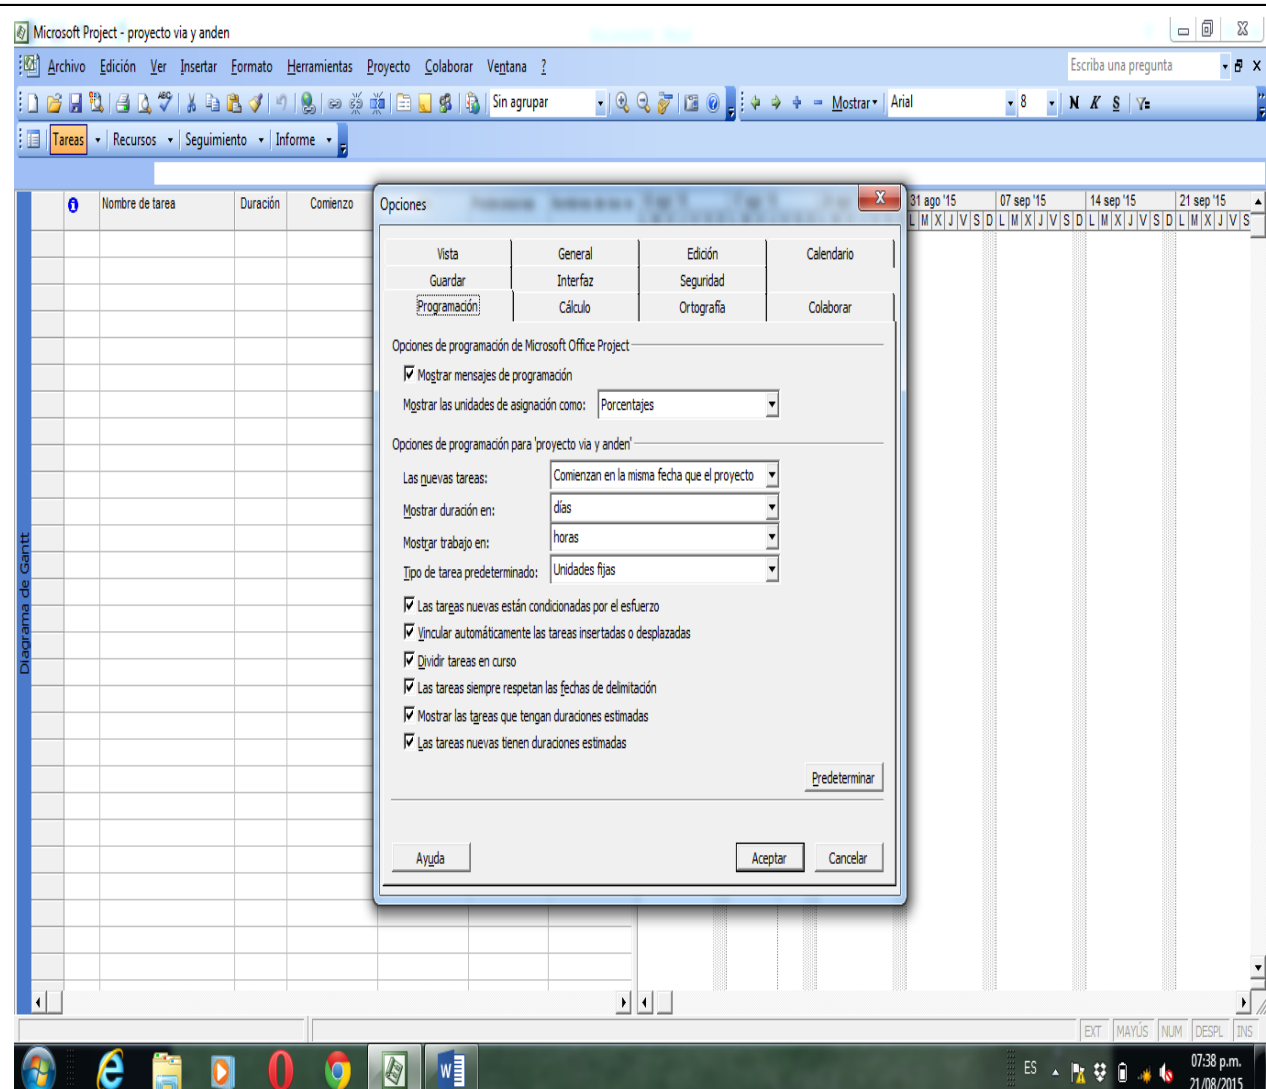 Microsoft Project - proyecto via y anden
Archivo Edición Ver Insertar Formato Herramientas Proyecto Colaborar Ventana ? Escriba una pregunta
Sin agrupar Mostrar Arial 8 N K S
Tareas Recursos Seguimiento Informe
Nombre de tarea Duración Comienzo
31 ago '15 07 sep '15 14 sep '15 21 sep '15
L M X J V S D L M X J V S D L M X J V S D L M X J V S
Opciones
Vista General Edición Calendario
Guardar Interfaz Seguridad
Programación Cálculo Ortografía Colaborar
Opciones de programación de Microsoft Office Project
Mostrar mensajes de programación
Mostrar las unidades de asignación como: Porcentajes
Opciones de programación para 'proyecto via y anden'
Las nuevas tareas: Comienzan en la misma fecha que el proyecto
Mostrar duración en: días
Mostrar trabajo en: horas
Tipo de tarea predeterminado: Unidades fijas
Las tareas nuevas están condicionadas por el esfuerzo
Vincular automáticamente las tareas insertadas o desplazadas
Dividir tareas en curso
Las tareas siempre respetan las fechas de delimitación
Mostrar las tareas que tengan duraciones estimadas
Las tareas nuevas tienen duraciones estimadas
Predeterminar
Ayuda Aceptar Cancelar
Diagrama de Gantt
EXT MAYÚS NUM DESPL INS
ES 07:38 p.m.
21/08/2015